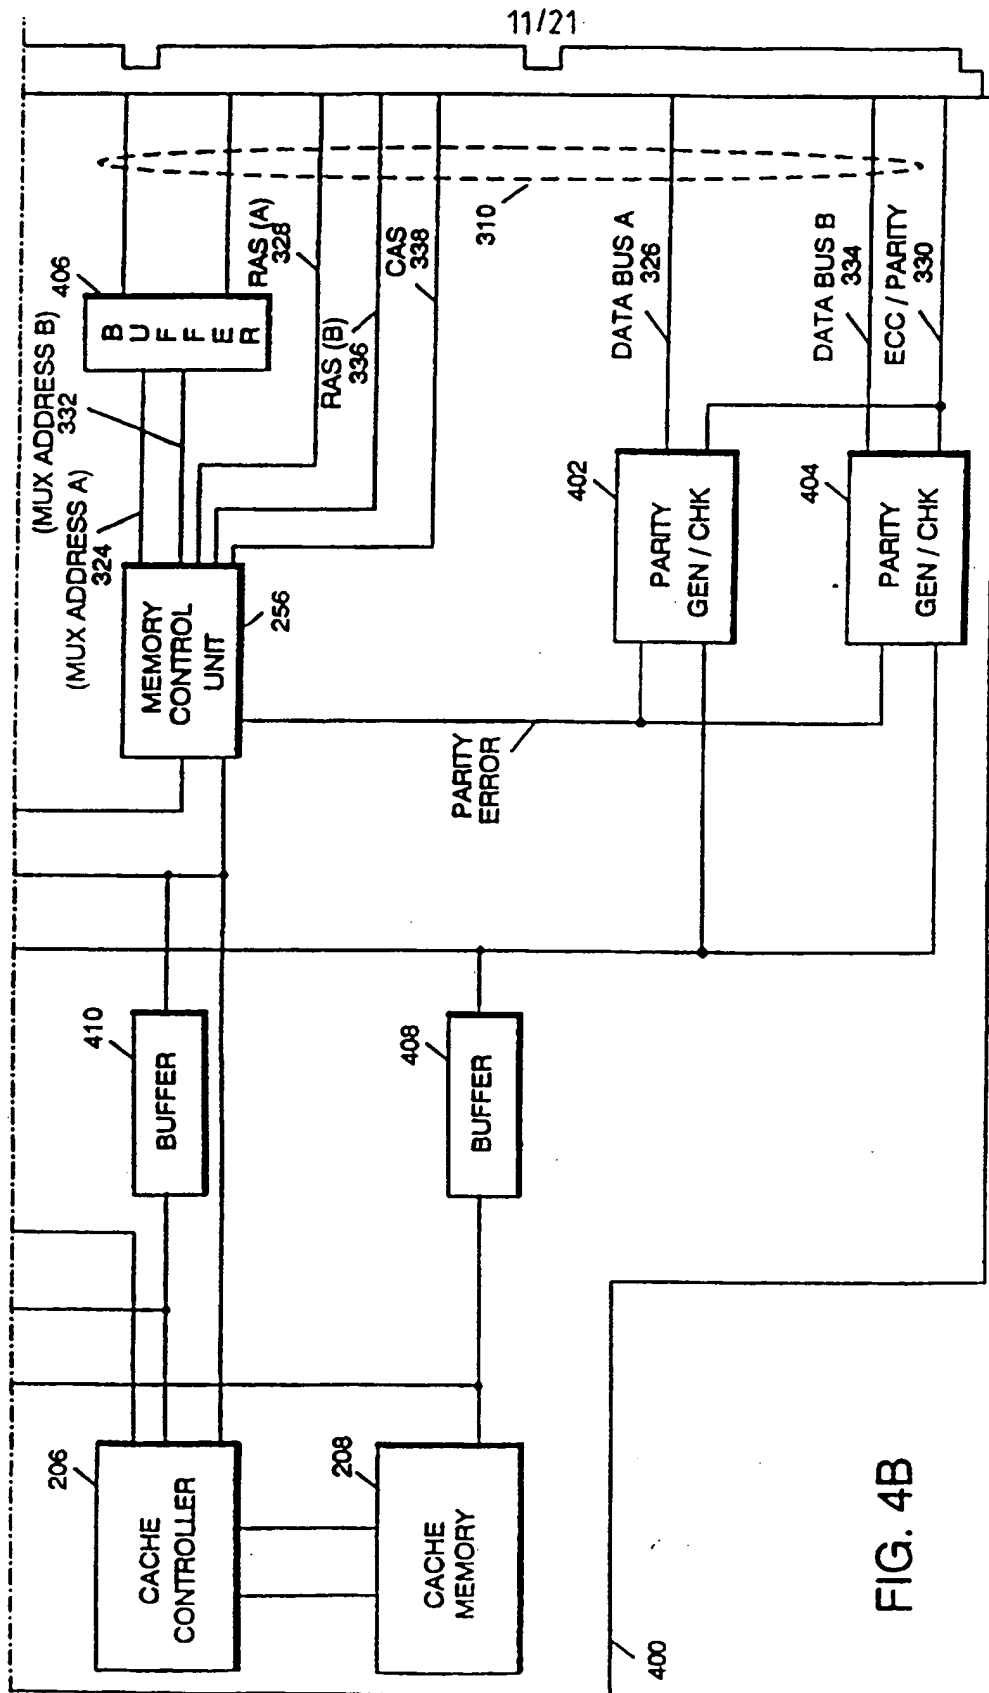 11/21
406
BUFFER
(MUX ADDRESS B)
332
(MUX ADDRESS A)
324
RAS (A)
328
RAS (B)
336
CAS
338
310
MEMORY
CONTROL
UNIT
256
DATA BUS A
326
DATA BUS B
334
ECC / PARITY
330
402
PARITY
GEN / CHK
404
PARITY
GEN / CHK
PARITY
ERROR
410
BUFFER
408
BUFFER
206
CACHE
CONTROLLER
208
CACHE
MEMORY
400
FIG. 4B